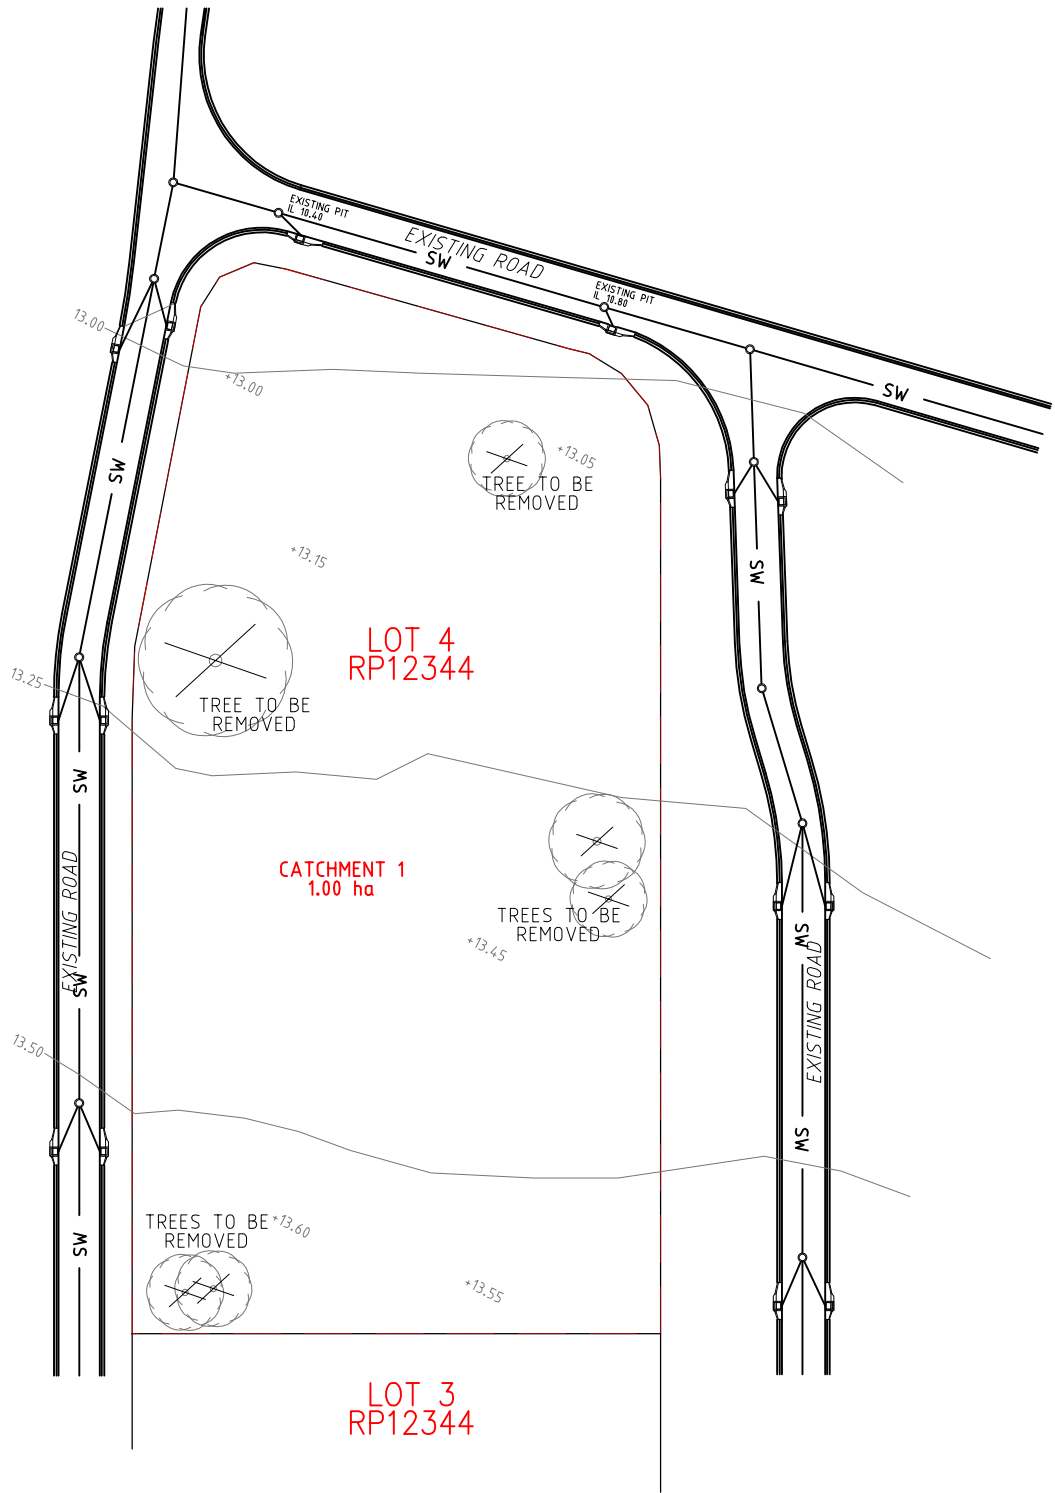 EXISTING PIT
IL 10.40
EXISTING ROAD
SW
EXISTING PIT
IL 10.80
13.00
+13.00
SW
+13.05
SW
TREE TO BE
REMOVED
+13.15
SW
LOT 4
RP12344
13.25
TREE TO BE
REMOVED
SW
CATCHMENT 1
1.00 ha
EXISTING ROAD
TREES TO BE
REMOVED
SW
+13.45
SW
EXISTING ROAD
13.50
SW
TREES TO BE
REMOVED
+13.60
SW
+13.55
LOT 3
RP12344